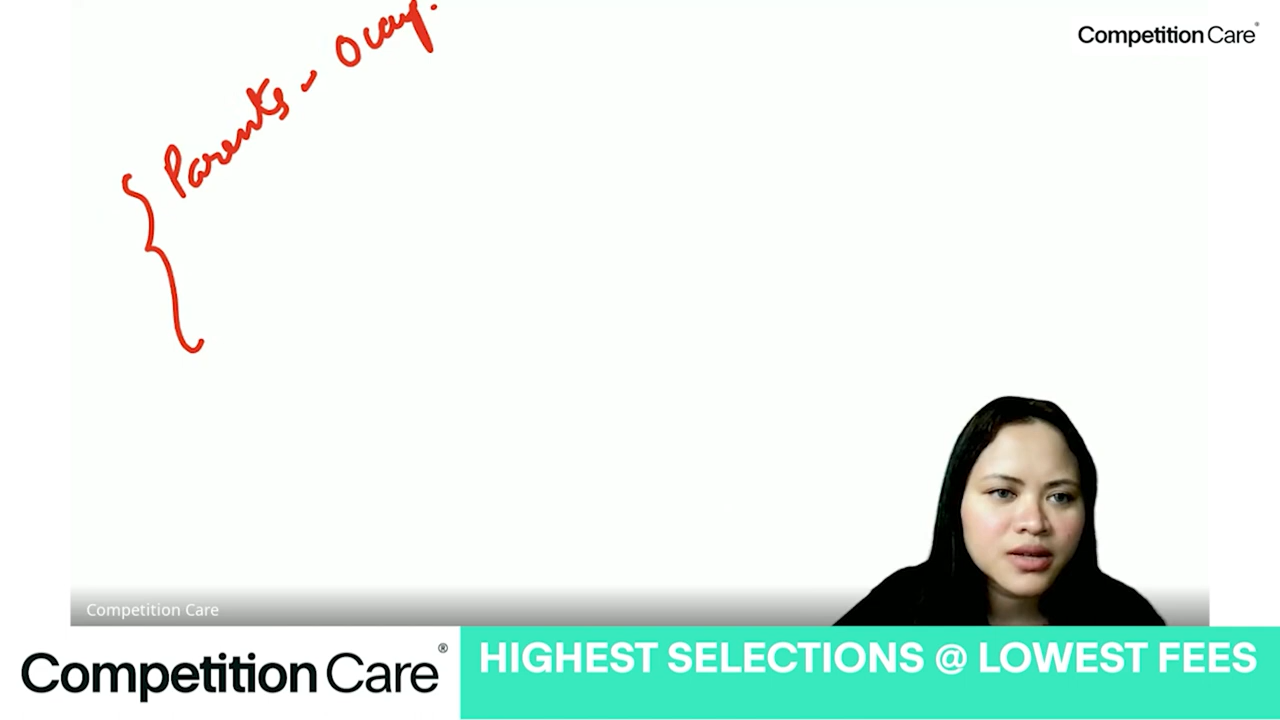 Competition Care®
Parents - Occup.
Competition Care
Competition Care®
HIGHEST SELECTIONS @ LOWEST FEES